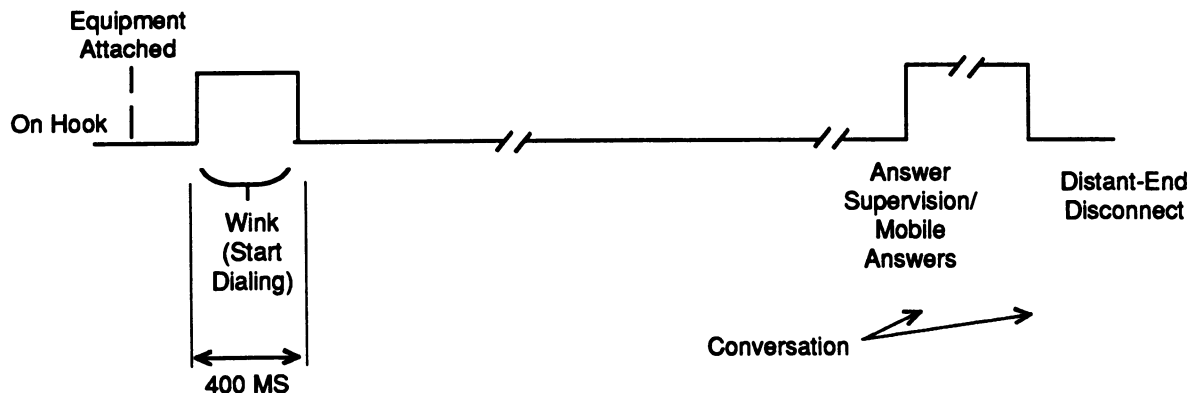 Equipment
Attached
On Hook
Wink
(Start
Dialing)
400 MS
Answer
Supervision/
Mobile
Answers
Distant-End
Disconnect
Conversation